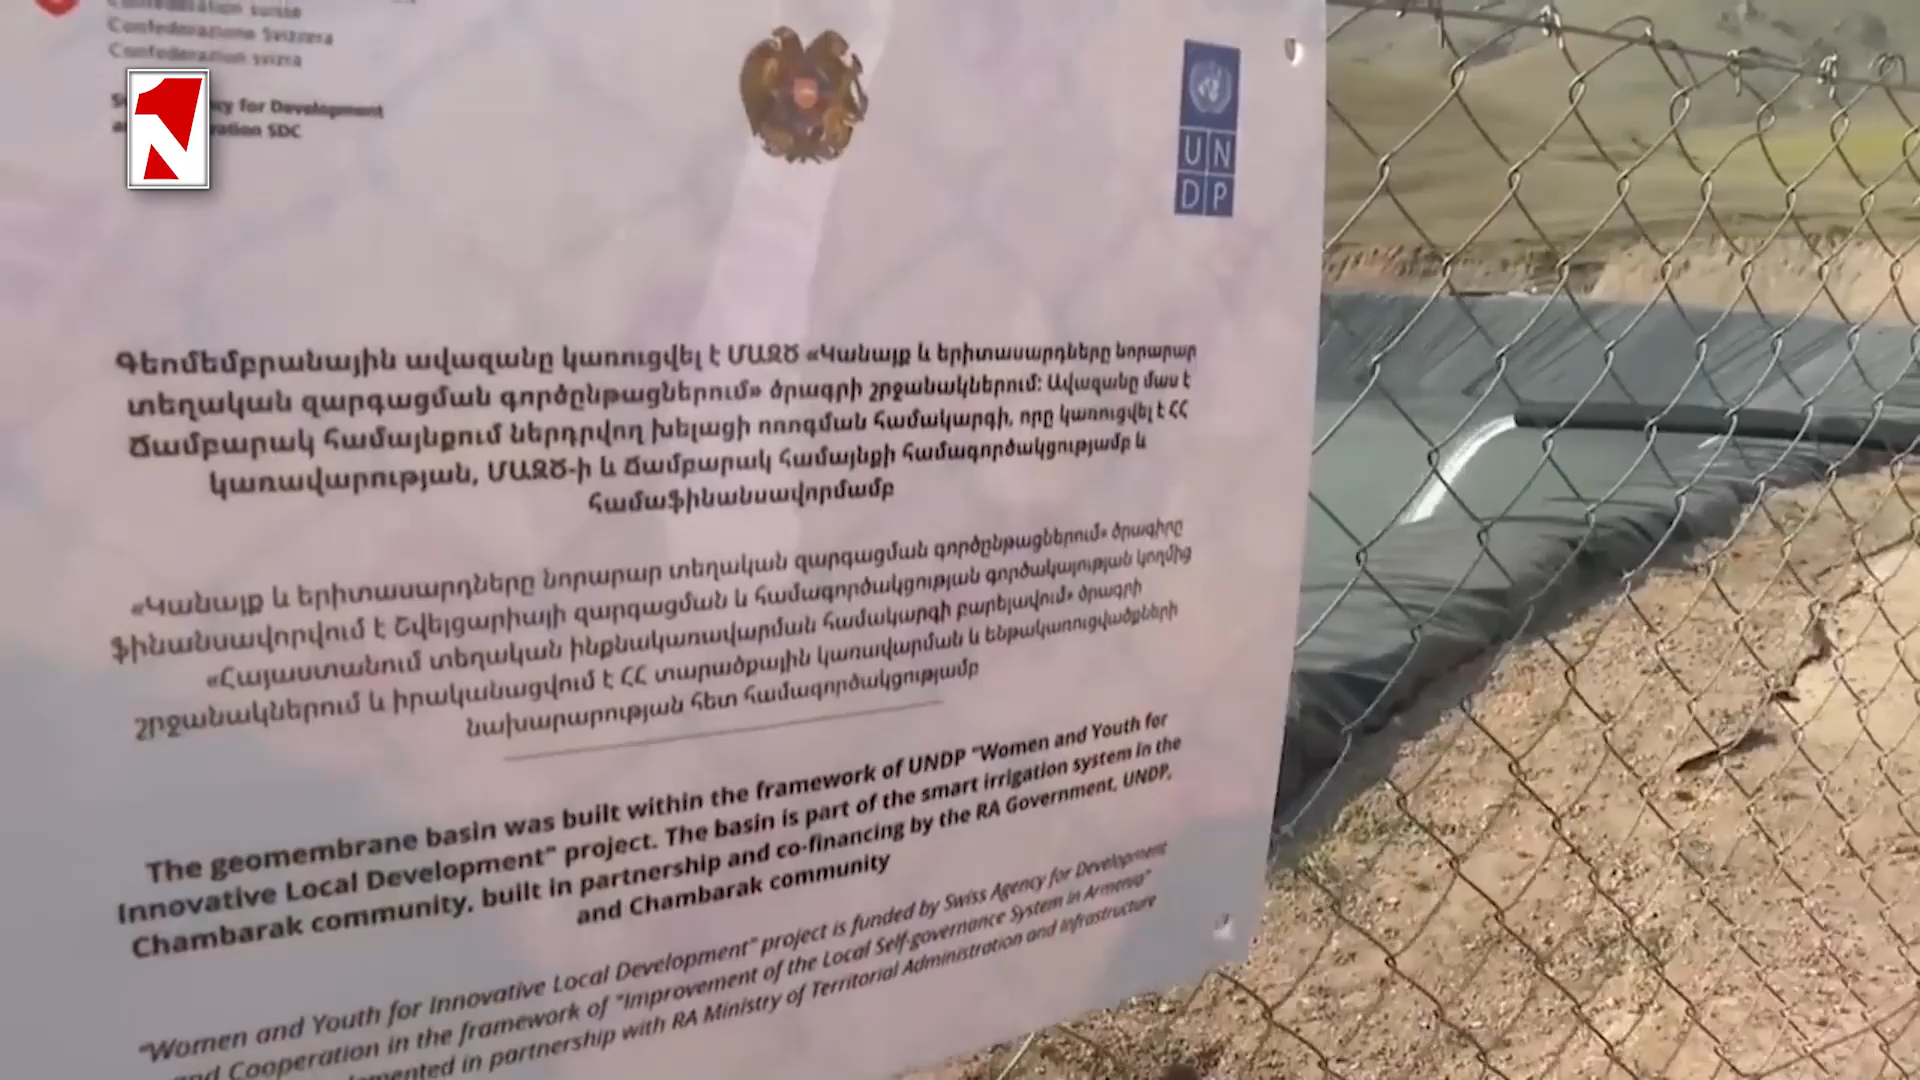 Confédération suisse
Confederazione Svizzera
Confederaziun svizra
cy for Development
ration SDC
1N
UN
DP
Գեոմեմբրանային ավազանը կառուցվել է ՄԱԶԾ «Կանայք և երիտասարդները նորարար
տեղական զարգացման գործընթացներում» ծրագրի շրջանակներում: Ավազանը մաս է
Ճամբարակ համայնքում ներդրվող խելացի ոռոգման համակարգի, որը կառուցվել է ՀՀ
կառավարության, ՄԱԶԾ-ի և Ճամբարակ համայնքի համագործակցությամբ և
համաֆինանսավորմամբ
«Կանայք և երիտասարդները նորարար տեղական զարգացման գործընթացներում» ծրագիրը
ֆինանսավորվում է Շվեյցարիայի զարգացման և համագործակցության գործակալության կողմից
«Հայաստանում տեղական ինքնակառավարման համակարգի բարելավում» ծրագրի
շրջանակներում և իրականացվում է ՀՀ տարածքային կառավարման և ենթակառուցվածքների
նախարարության հետ համագործակցությամբ
The geomembrane basin was built within the framework of UNDP "Women and Youth for
Innovative Local Development" project. The basin is part of the smart irrigation system in the
Chambarak community, built in partnership and co-financing by the RA Government, UNDP,
and Chambarak community
"Women and Youth for Innovative Local Development" project is funded by Swiss Agency for Development
and Cooperation in the framework of "Improvement of the Local Self-governance System in Armenia"
mented in partnership with RA Ministry of Territorial Administration and Infrastructure